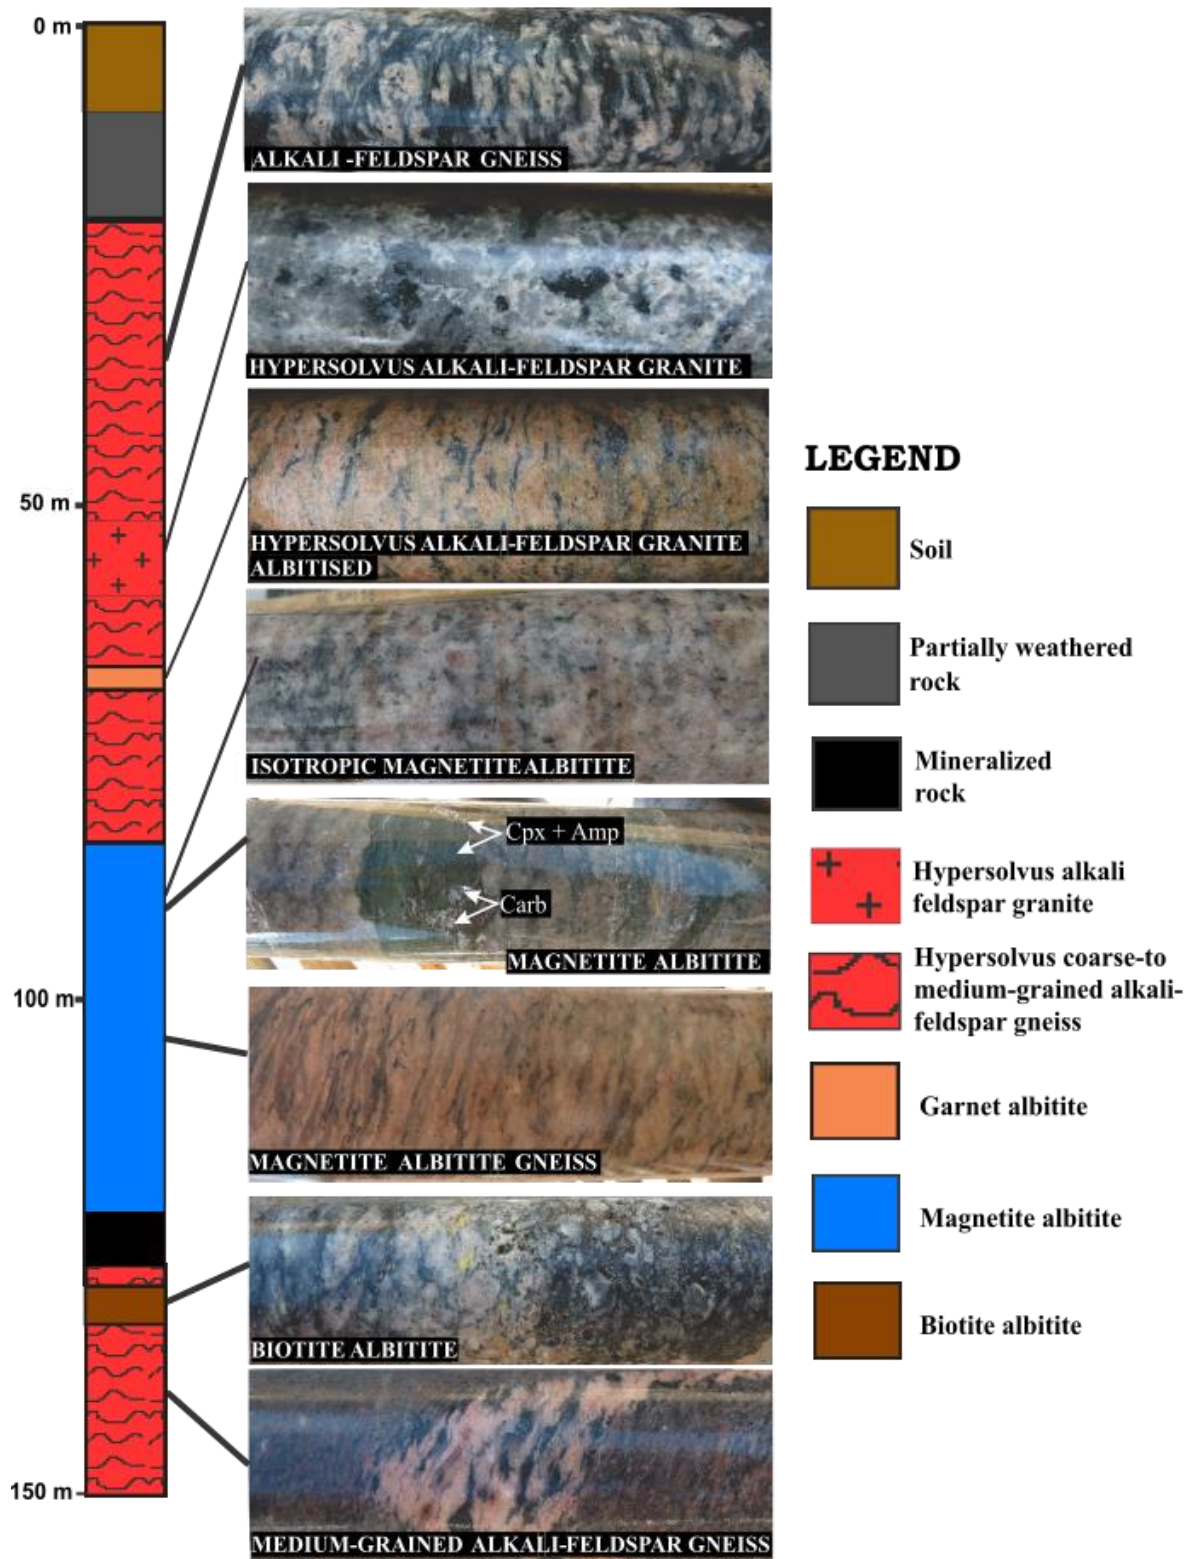 0 m
50 m
100 m
150 m
ALKALI -FELDSPAR GNEISS
HYPERSOLVUS ALKALI-FELDSPAR GRANITE
HYPERSOLVUS ALKALI-FELDSPAR GRANITE
ALBITISED
ISOTROPIC MAGNETITEALBITITE
Cpx + Amp
Carb
MAGNETITE ALBITITE
MAGNETITE ALBITITE GNEISS
BIOTITE ALBITITE
MEDIUM-GRAINED ALKALI-FELDSPAR GNEISS
LEGEND
Soil
Partially weathered
rock
Mineralized
rock
Hypersolvus alkali
feldspar granite
Hypersolvus coarse-to
medium-grained alkali-
feldspar gneiss
Garnet albitite
Magnetite albitite
Biotite albitite